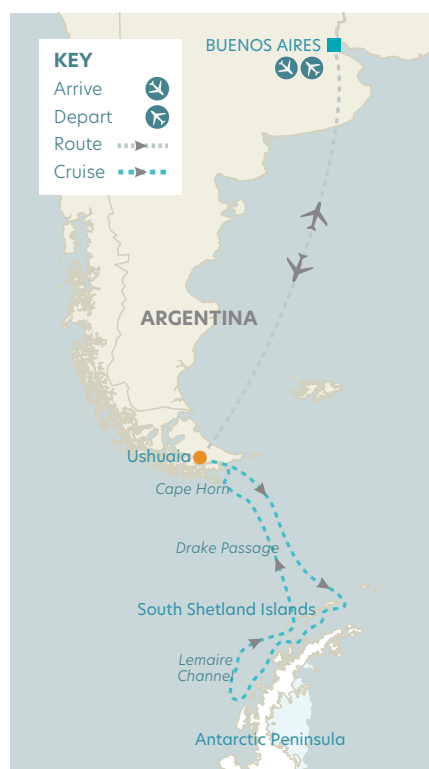 BUENOS AIRES
KEY
Arrive
Depart
Route
Cruise
ARGENTINA
Ushuaia
Cape Horn
Drake Passage
South Shetland Islands
Lemaire
Channel
Antarctic Peninsula